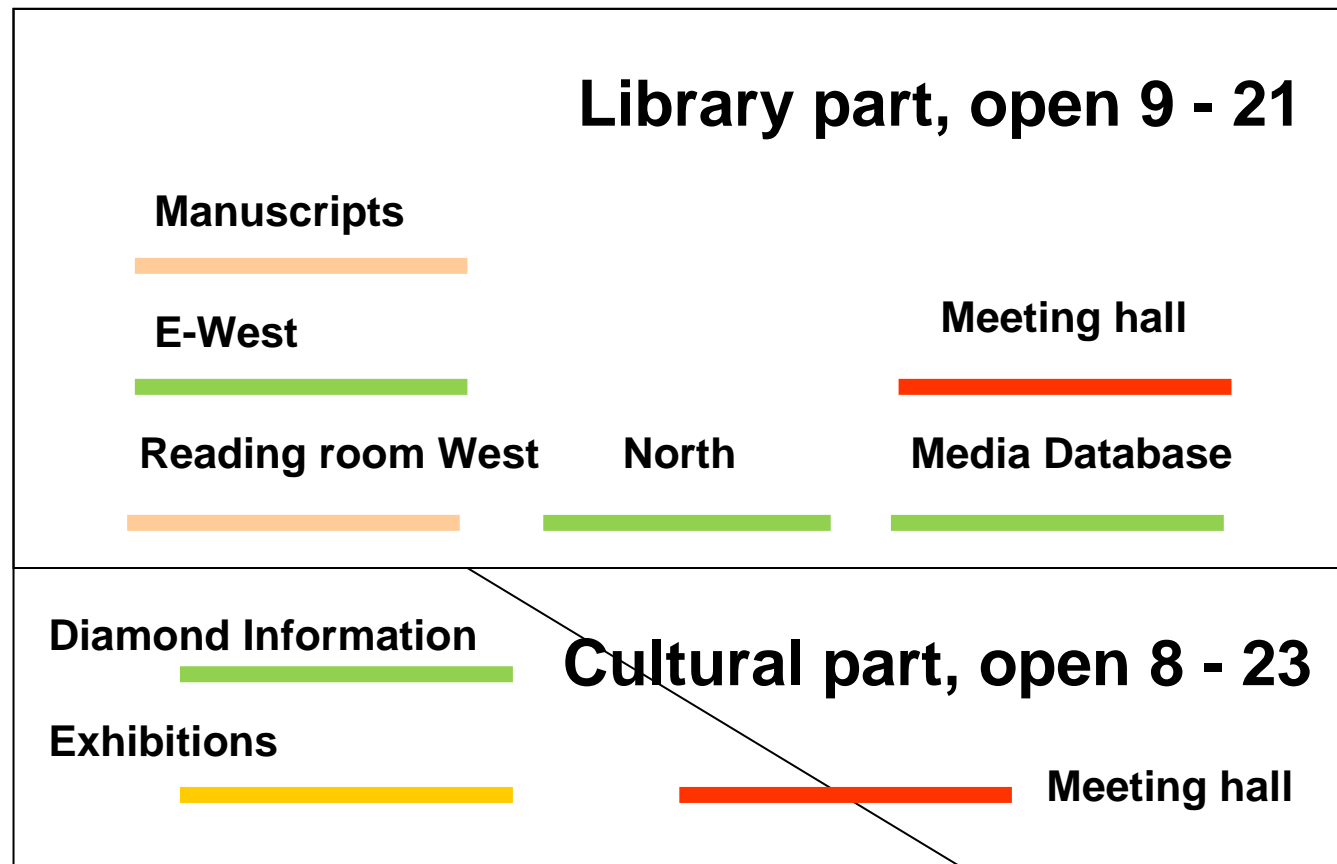 Library part, open 9 - 21
Manuscripts
Meeting hall
E-West
Reading room West
North
Media Database
Diamond Information
Cultural part, open 8 - 23
Exhibitions
Meeting hall